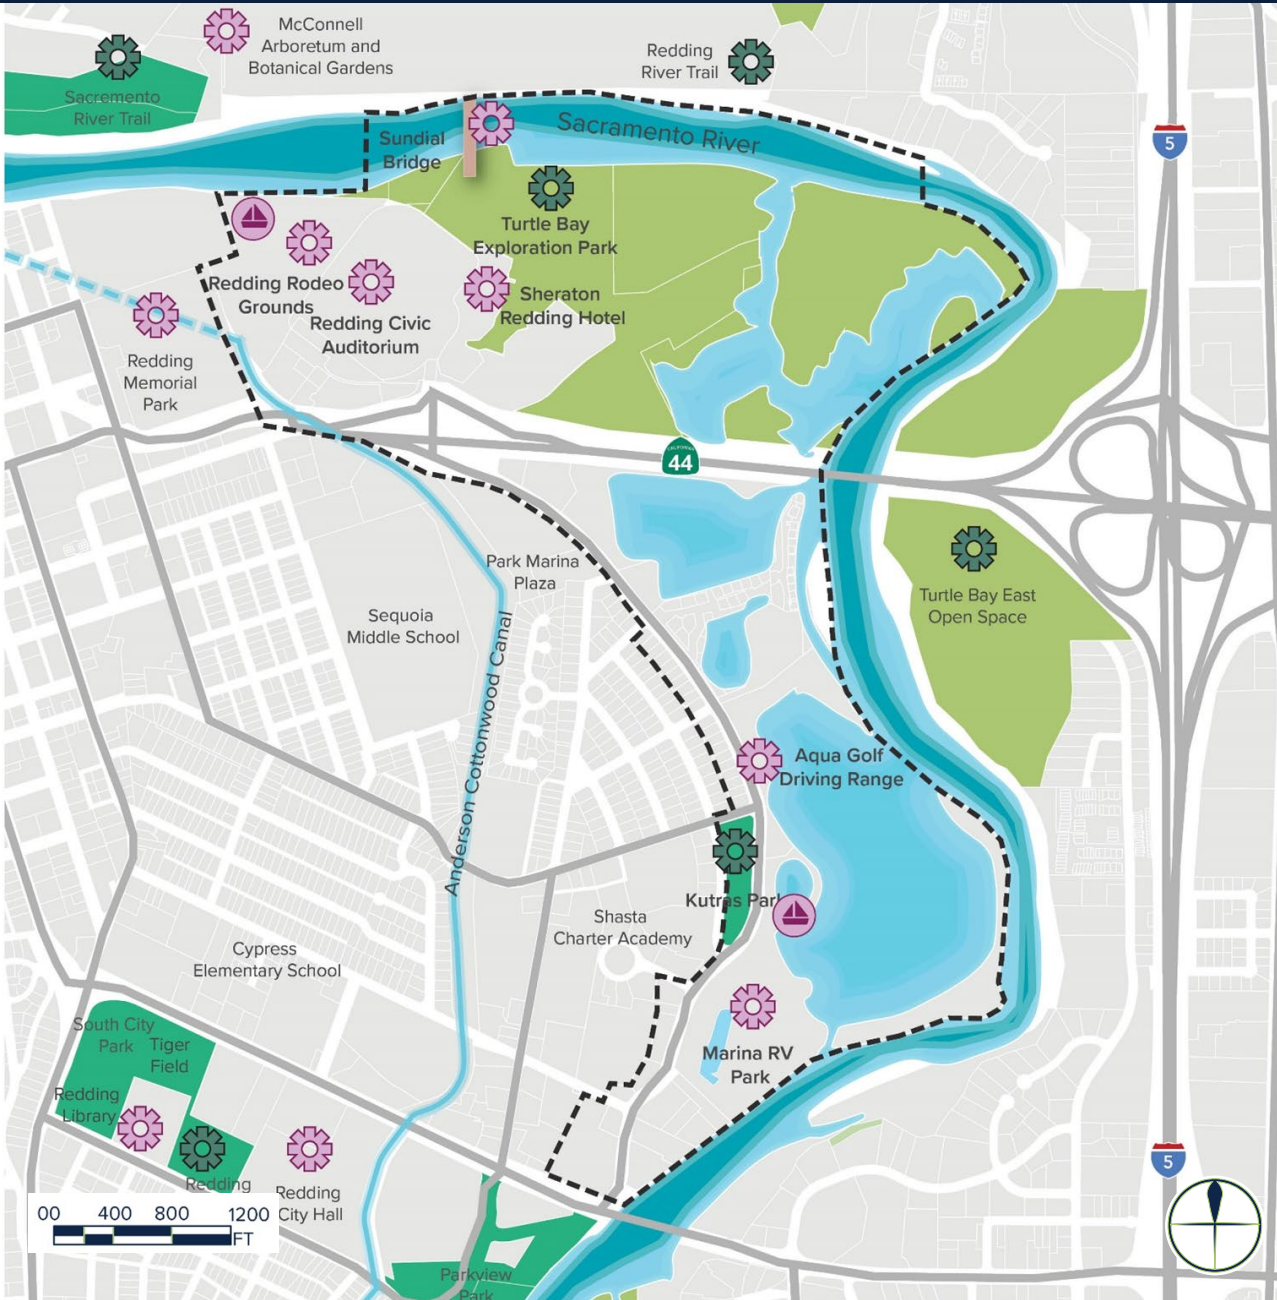 McConnell
Arboretum and
Botanical Gardens
Redding
River Trail
Sacremento
River Trail
5
Sundial
Bridge
Sacramento River
Turtle Bay
Exploration Park
Redding Rodeo
Grounds
Sheraton
Redding Hotel
Redding Civic
Auditorium
Redding
Memorial
Park
CALIFORNIA
44
Park Marina
Plaza
Turtle Bay East
Open Space
Sequoia
Middle School
Anderson Cottonwood Canal
Aqua Golf
Driving Range
Kutras Park
Shasta
Charter Academy
Cypress
Elementary School
South City
Park
Tiger
Field
Marina RV
Park
Redding
Library
5
Redding
Redding
City Hall
00 400 800 1200
FT
Parkview
Park